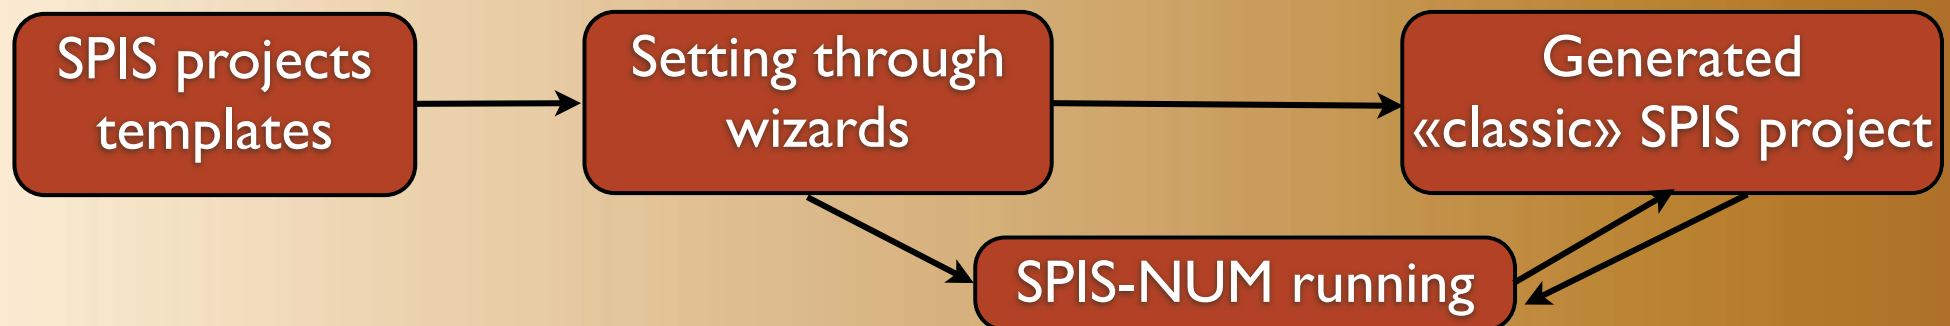 SPIS projects
templates
Setting through
wizards
Generated
«classic» SPIS project
SPIS-NUM running